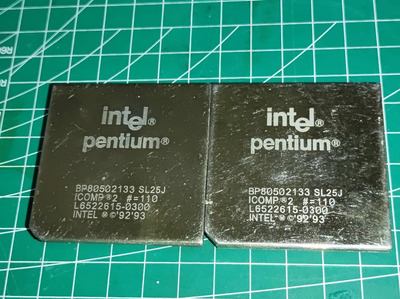 intel®
pentium®
BP80502133 SL25J
ICOMP®2 #=110
L6522615-0300
INTEL®©'92'93
intel®
pentium®
BP80502133 SL25J
ICOMP®2 #=110
L6522615-0300
INTEL®©'92'93